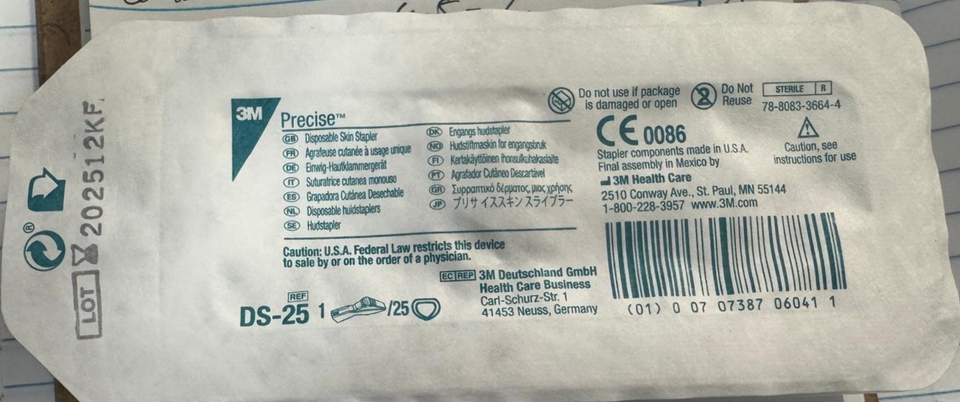 Do not use if package
is damaged or open
Do Not
Reuse
STERILE R
78-8083-3664-4
3M
Precise™
GB Disposable Skin Stapler
FR Agrafeuse cutanée à usage unique
DE Einweg-Hautklammergerät
IT Suturatrice cutanea monouso
ES Grapadora Cutánea Desechable
NL Disposable huidstaplers
SE Hudstapler
DK Engangs hudstapler
NO Hudstiftmaskin for engangsbruk
FI Kertakäyttöinen ihonsulkuhakaslaite
PT Agrafador Cutâneo Descartável
GR Συρραπτικό δέρματος, μιας χρήσης
JP プリサイススキンステイプラー
CE 0086
Stapler components made in U.S.A.
Final assembly in Mexico by
3M Health Care
2510 Conway Ave., St. Paul, MN 55144
1-800-228-3957 www.3M.com
Caution, see
instructions for use
Caution: U.S.A. Federal Law restricts this device
to sale by or on the order of a physician.
EC REP 3M Deutschland GmbH
Health Care Business
Carl-Schurz-Str. 1
41453 Neuss, Germany
REF
DS-25 1 /25
(01) 0 07 07387 06041 1
LOT 202512KF
®